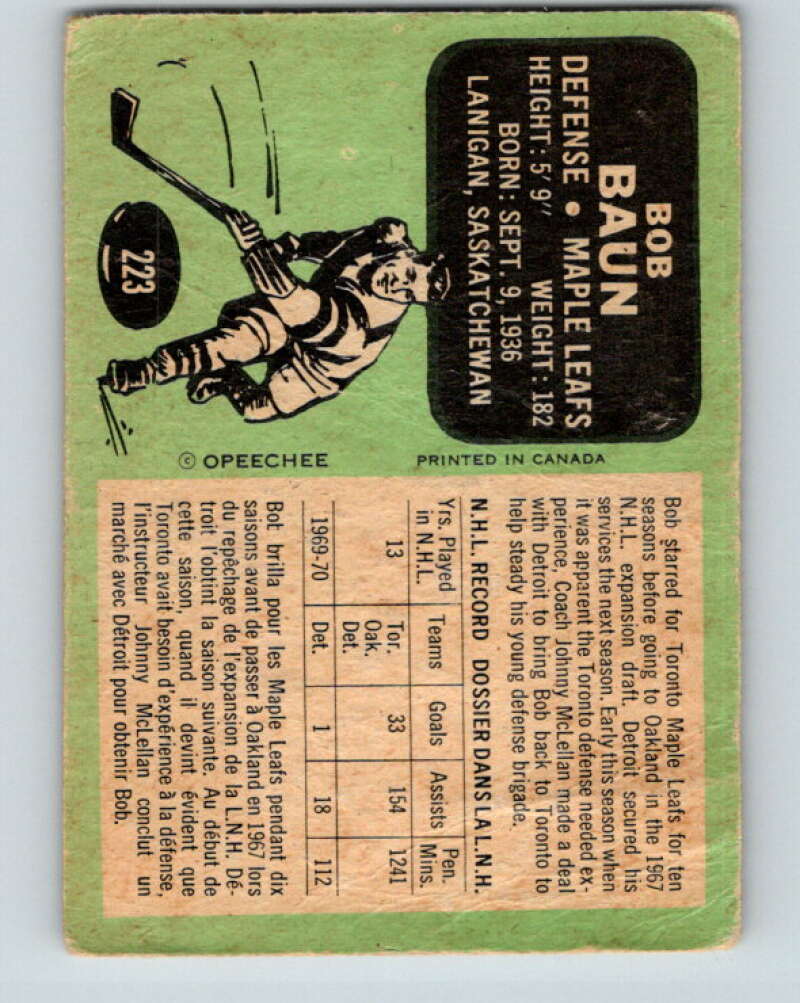 BOB
BAUN
DEFENSE • MAPLE LEAFS
HEIGHT: 5' 9" WEIGHT: 182
BORN: SEPT. 9, 1936
LANIGAN, SASKATCHEWAN
223
© OPEECHEE
PRINTED IN CANADA
Bob starred for Toronto Maple Leafs for ten
seasons before going to Oakland in the 1967
N.H.L. expansion draft. Detroit secured his
services the next season. Early this season when
it was apparent the Toronto defense needed ex-
perience, Coach Johnny McLellan made a deal
with Detroit to bring Bob back to Toronto to
help steady his young defense brigade.
N.H.L. RECORD DOSSIER DANS LA L.N.H.
Yrs. Played in N.H.L. Teams Goals Assists Pen. Mins.
13 Tor. Oak. Det. 33 154 1241
1969-70 Det. 1 18 112
Bob brilla pour les Maple Leafs pendant dix
saisons avant de passer à Oakland en 1967 lors
du repêchage de l'expansion de la L.N.H. Dé-
troit l'obtint la saison suivante. Au début de
cette saison, quand il devint évident que
Toronto avait besoin d'expérience à la défense,
l'instructeur Johnny McLellan conclut un
marché avec Détroit pour obtenir Bob.